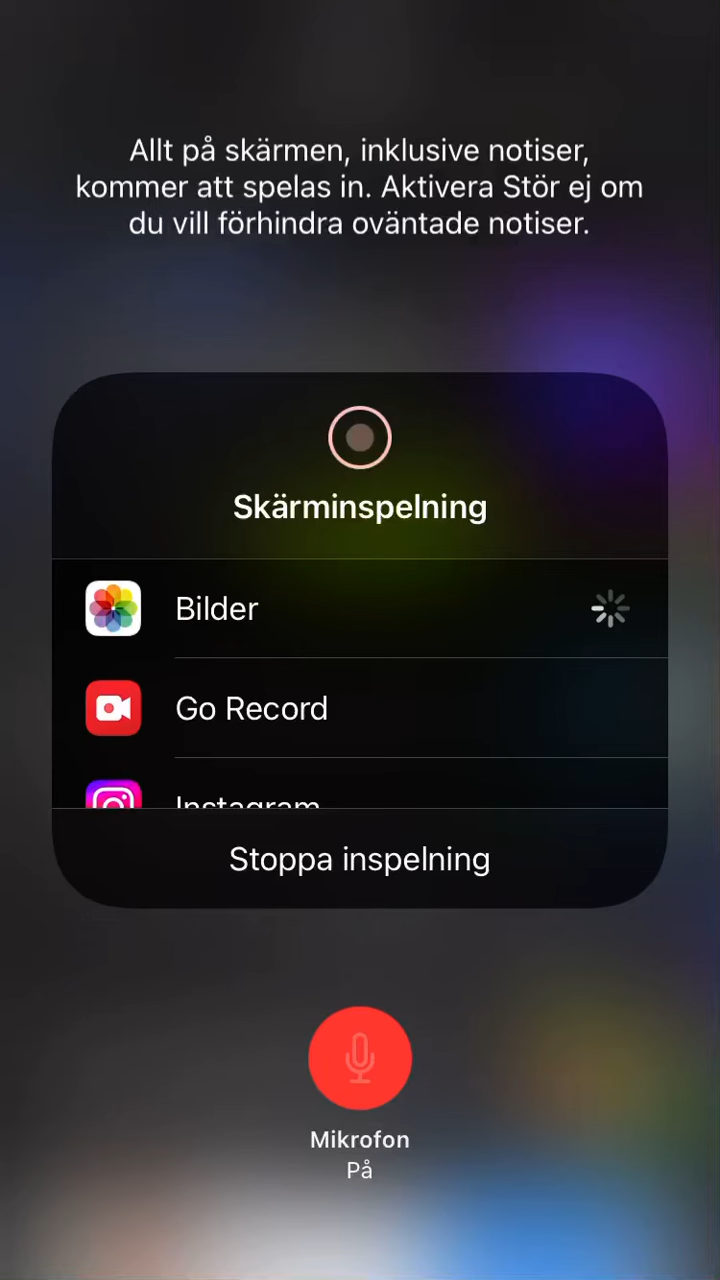 Allt på skärmen, inklusive notiser,
kommer att spelas in. Aktivera Stör ej om
du vill förhindra oväntade notiser.
Skärminspelning
Bilder
Go Record
Instagram
Stoppa inspelning
Mikrofon
På